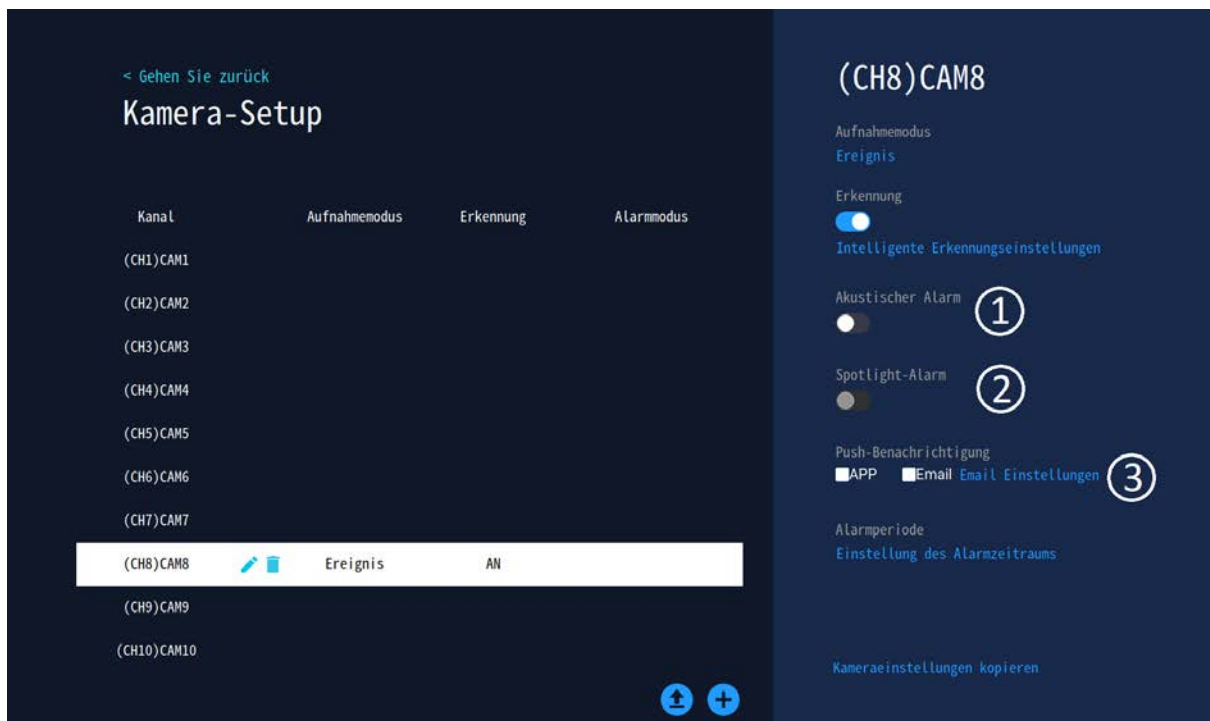 < Gehen Sie zurück
Kamera-Setup
Kanal Aufnahmemodus Erkennung Alarmmodus
(CH1)CAM1
(CH2)CAM2
(CH3)CAM3
(CH4)CAM4
(CH5)CAM5
(CH6)CAM6
(CH7)CAM7
(CH8)CAM8 Ereignis AN
(CH9)CAM9
(CH10)CAM10
(CH8)CAM8
Aufnahmemodus
Ereignis
Erkennung
Intelligente Erkennungseinstellungen
Akustischer Alarm 1
Spotlight-Alarm 2
Push-Benachrichtigung
APP Email Email Einstellungen 3
Alarmperiode
Einstellung des Alarmzeitraums
Kameraeinstellungen kopieren